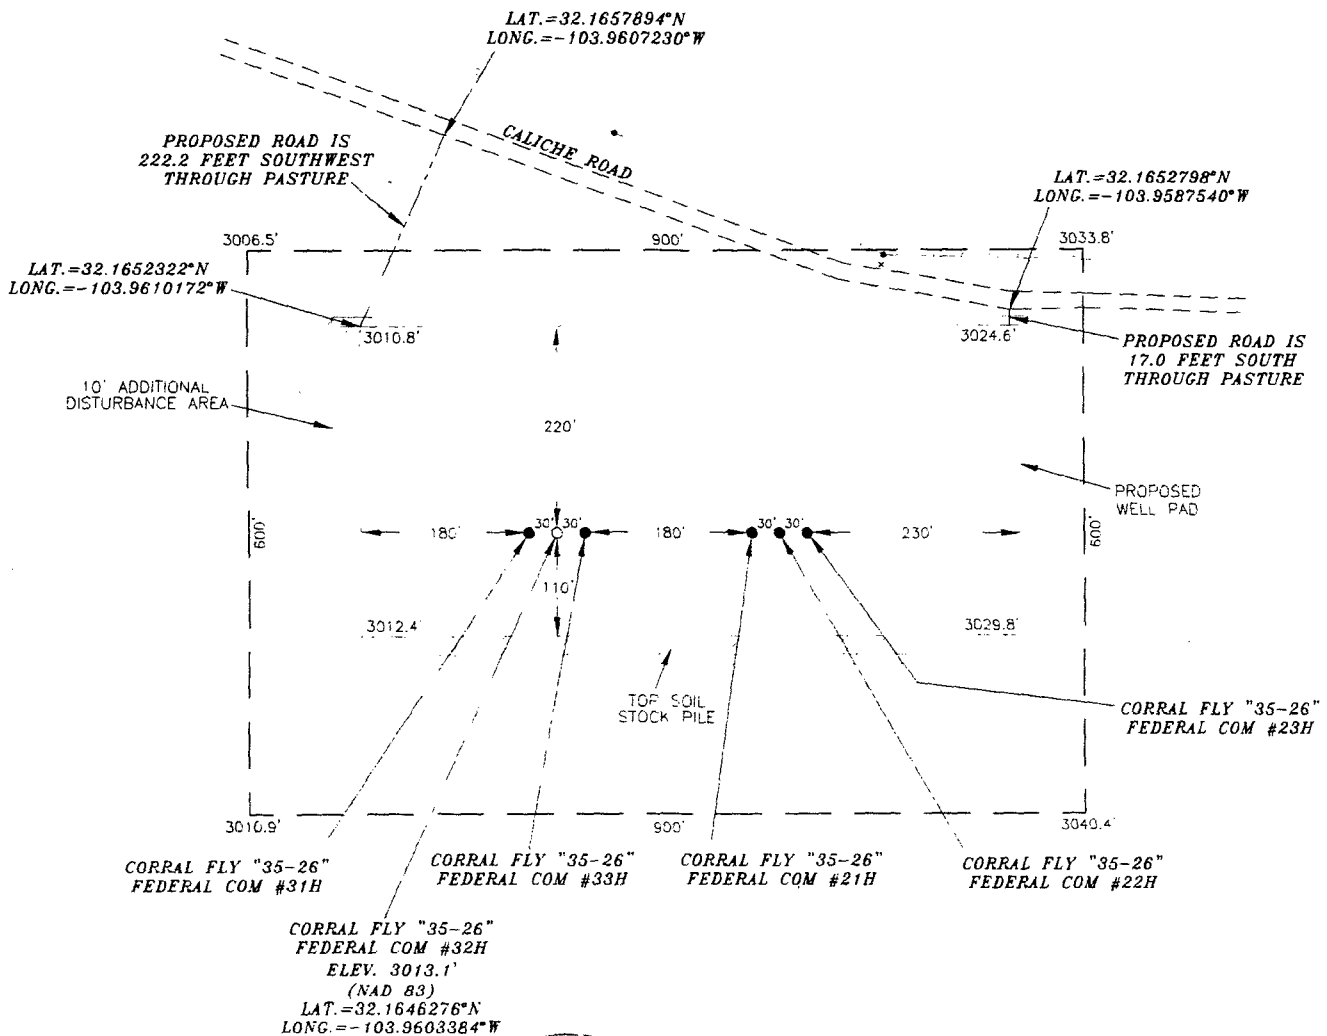 LAT.=32.1657894°N
LONG.=-103.9607230°W
PROPOSED ROAD IS
222.2 FEET SOUTHWEST
THROUGH PASTURE
CALICHE ROAD
LAT.=32.1652798°N
LONG.=-103.9587540°W
3006.5'
900'
3033.8'
LAT.=32.1652322°N
LONG.=-103.9610172°W
3010.8'
3024.6'
PROPOSED ROAD IS
17.0 FEET SOUTH
THROUGH PASTURE
10' ADDITIONAL
DISTURBANCE AREA
220'
PROPOSED
WELL PAD
600'
180'
30'
30'
180'
30'
30'
230'
600'
110'
3012.4'
3029.8'
TOP SOIL
STOCK PILE
CORRAL FLY "35-26"
FEDERAL COM #23H
3010.9'
900'
3040.4'
CORRAL FLY "35-26"
FEDERAL COM #31H
CORRAL FLY "35-26"
FEDERAL COM #33H
CORRAL FLY "35-26"
FEDERAL COM #21H
CORRAL FLY "35-26"
FEDERAL COM #22H
CORRAL FLY "35-26"
FEDERAL COM #32H
ELEV. 3013.1'
(NAD 83)
LAT.=32.1646276°N
LONG.=-103.9603384°W